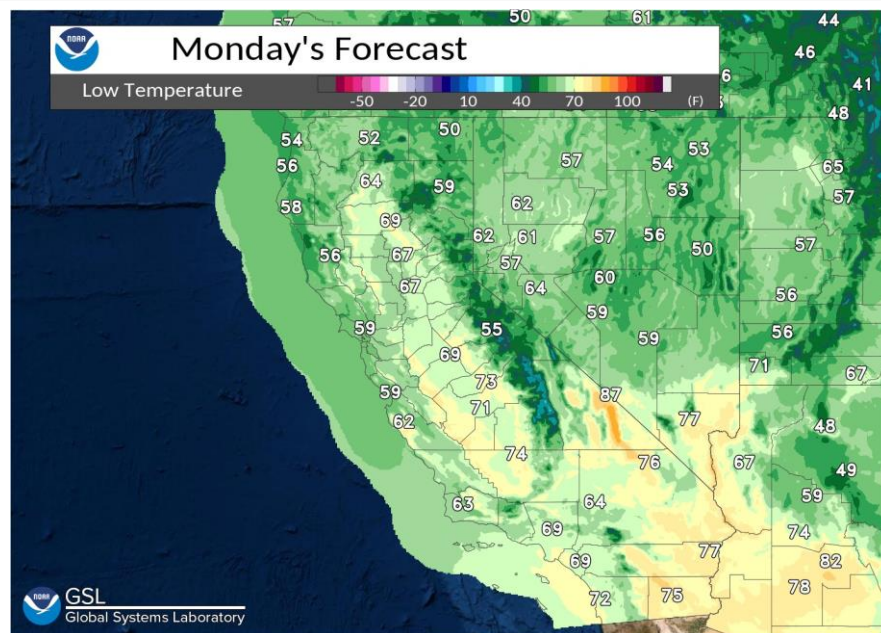 57 50 61 44
NOAA
Monday's Forecast
46
Low Temperature
-50 -20 10 40 70 100 (F)
41
48
54 52 50 53
56 57 54 65
64 59 53 57
58 62
69 62 61 57 56 50 57
56 67 57
67 64 60 56
59 59 59 56
55
69 71 67
73
59 71 87
62 77 48
74 76 67 49
63 64 59
69 74
69 77 82
72 75 78
NOAA
GSL
Global Systems Laboratory